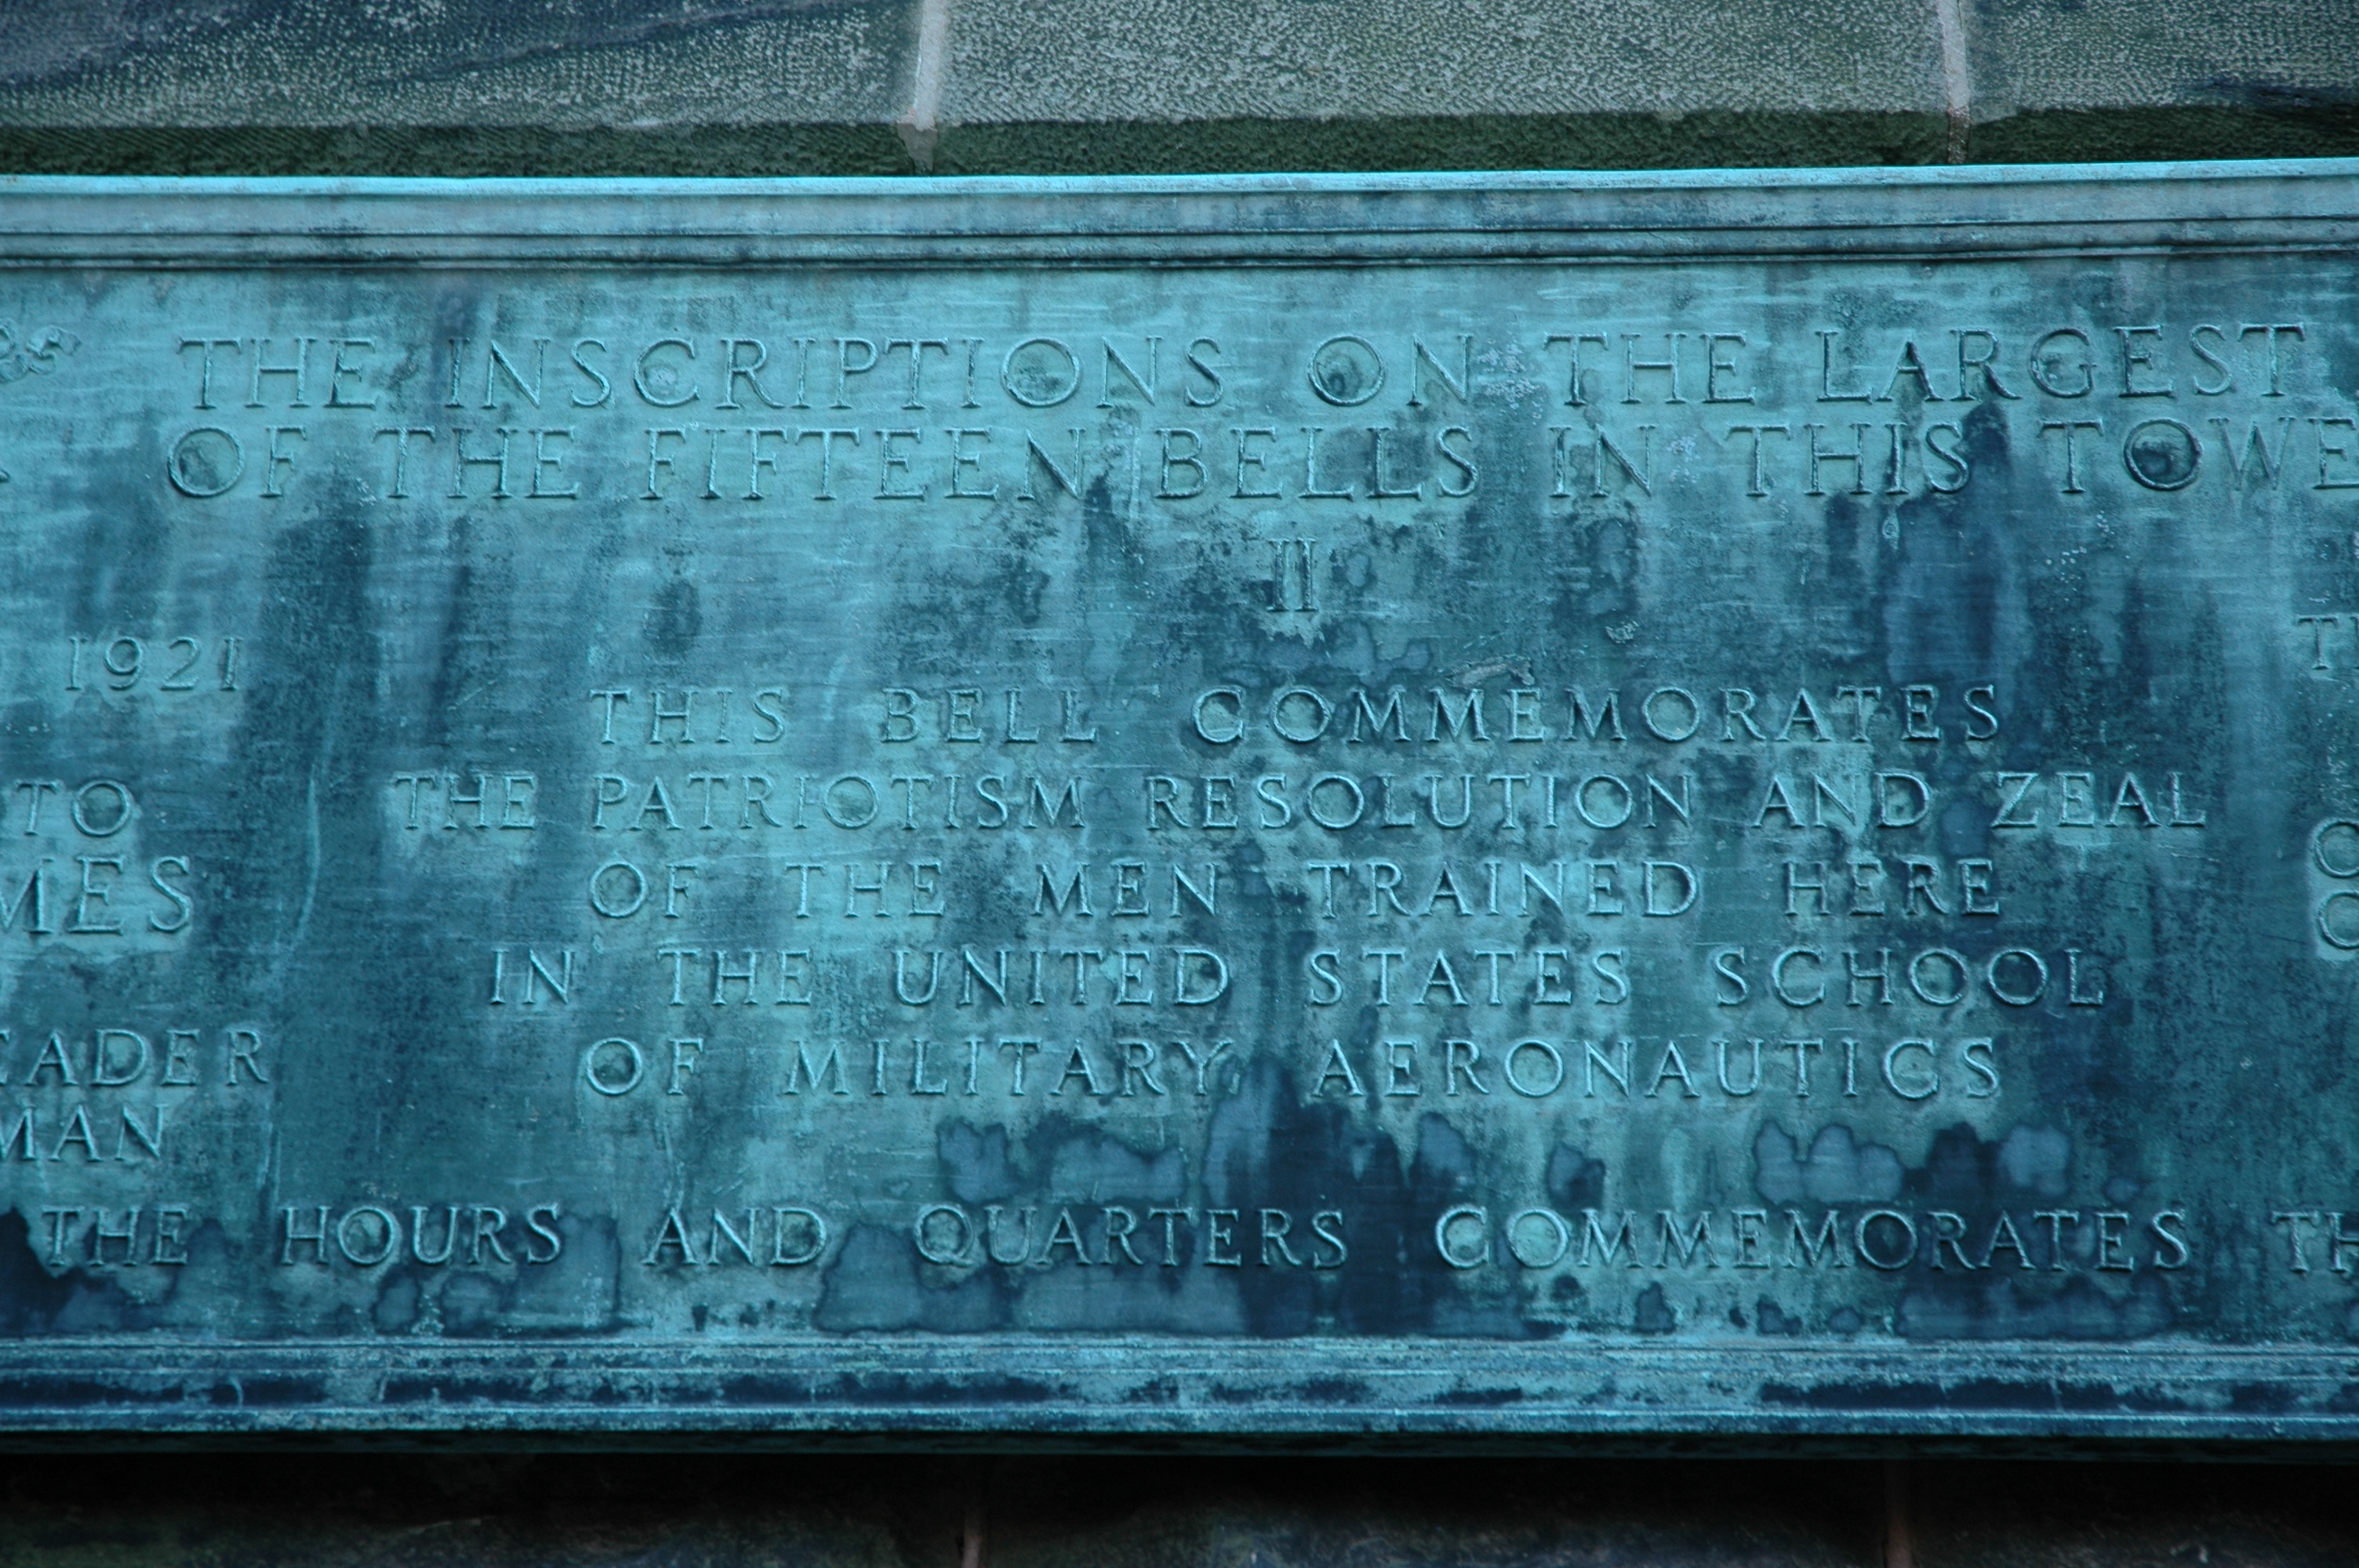 THE INSCRIPTIONS ON THE LARGEST
OF THE FIFTEEN BELLS IN THIS TOWE
II
1921
THIS BELL COMMEMORATES
TO
THE PATRIOTISM RESOLUTION AND ZEAL
MES
OF THE MEN TRAINED HERE
IN THE UNITED STATES SCHOOL
EADER
OF MILITARY AERONAUTICS
MAN
THE HOURS AND QUARTERS COMMEMORATES TH